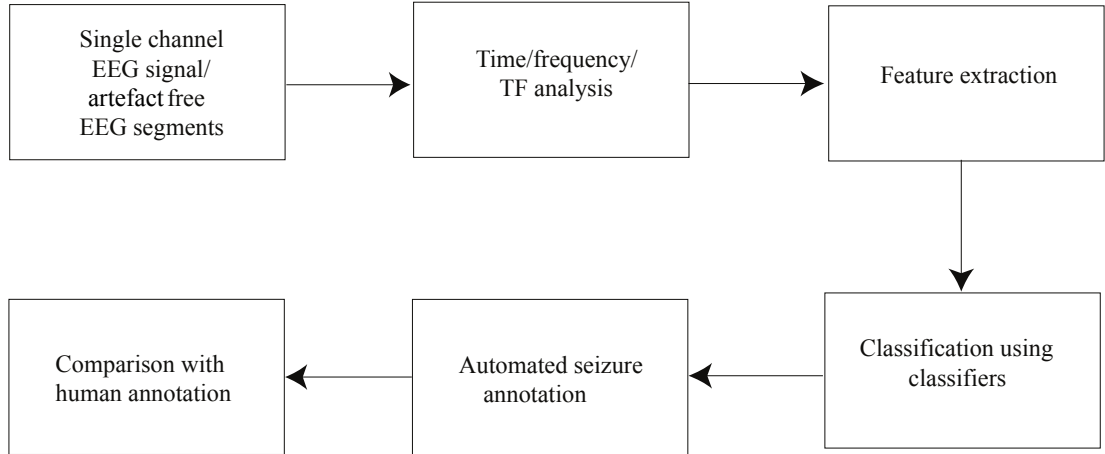 Single channel
EEG signal/
artefact free
EEG segments
Time/frequency/
TF analysis
Feature extraction
Classification using
classifiers
Automated seizure
annotation
Comparison with
human annotation